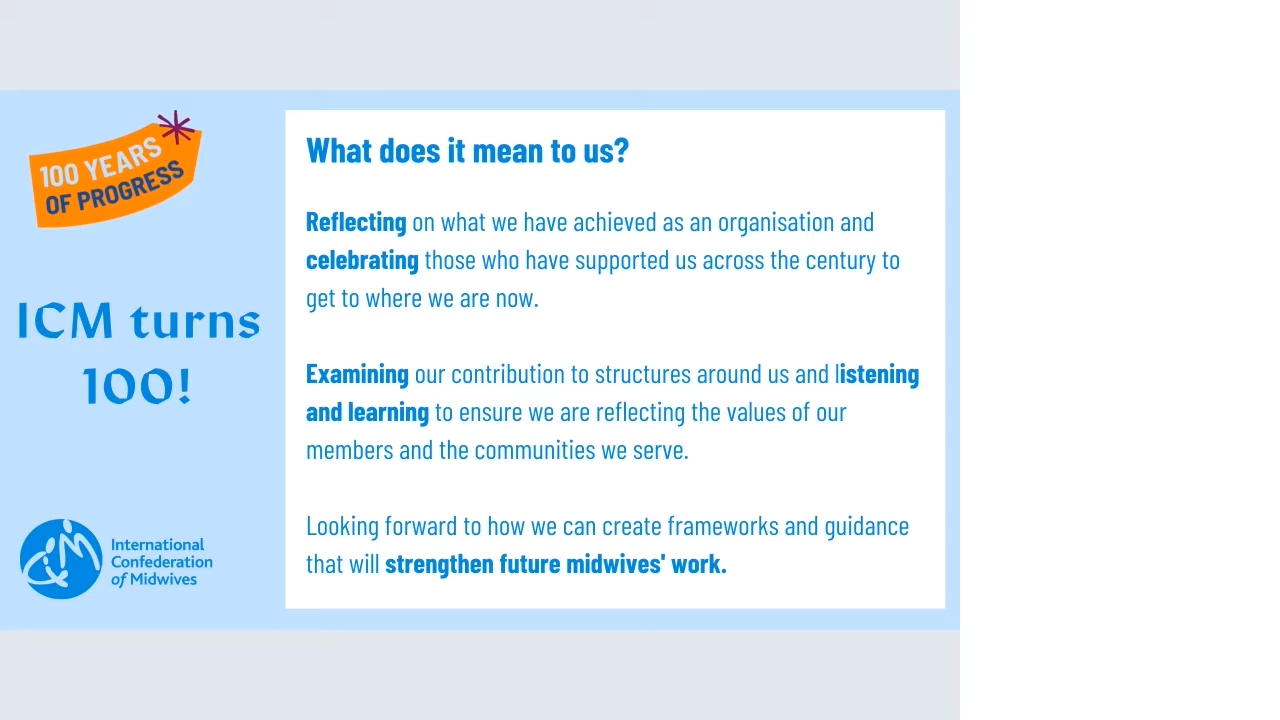 100 YEARS
OF PROGRESS
ICM turns
100!
International
Confederation
of Midwives
What does it mean to us?
Reflecting on what we have achieved as an organisation and
celebrating those who have supported us across the century to
get to where we are now.
Examining our contribution to structures around us and listening
and learning to ensure we are reflecting the values of our
members and the communities we serve.
Looking forward to how we can create frameworks and guidance
that will strengthen future midwives' work.